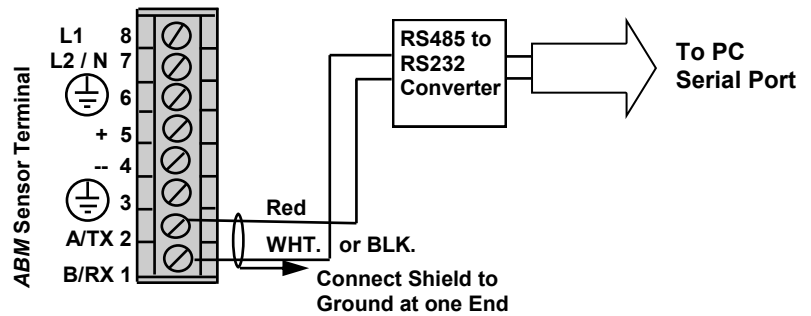 ABM Sensor Terminal
L1 8
L2 / N 7
6
+ 5
-- 4
3
A/TX 2
B/RX 1
RS485 to
RS232
Converter
To PC
Serial Port
Red
WHT. or BLK.
Connect Shield to
Ground at one End